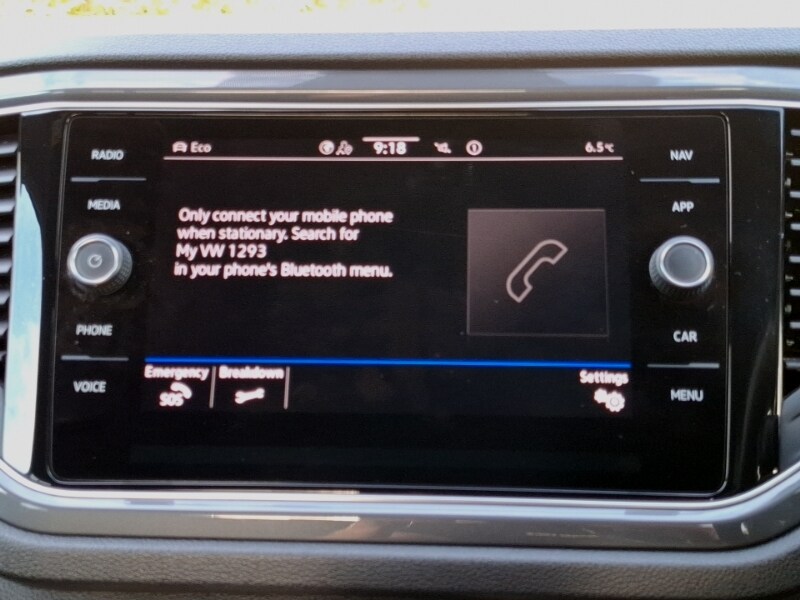 RADIO
MEDIA
PHONE
VOICE
Eco
9:18
6.5°C
Only connect your mobile phone
when stationary. Search for
My VW 1293
in your phone's Bluetooth menu.
Emergency
SOS
Breakdown
Settings
NAV
APP
CAR
MENU